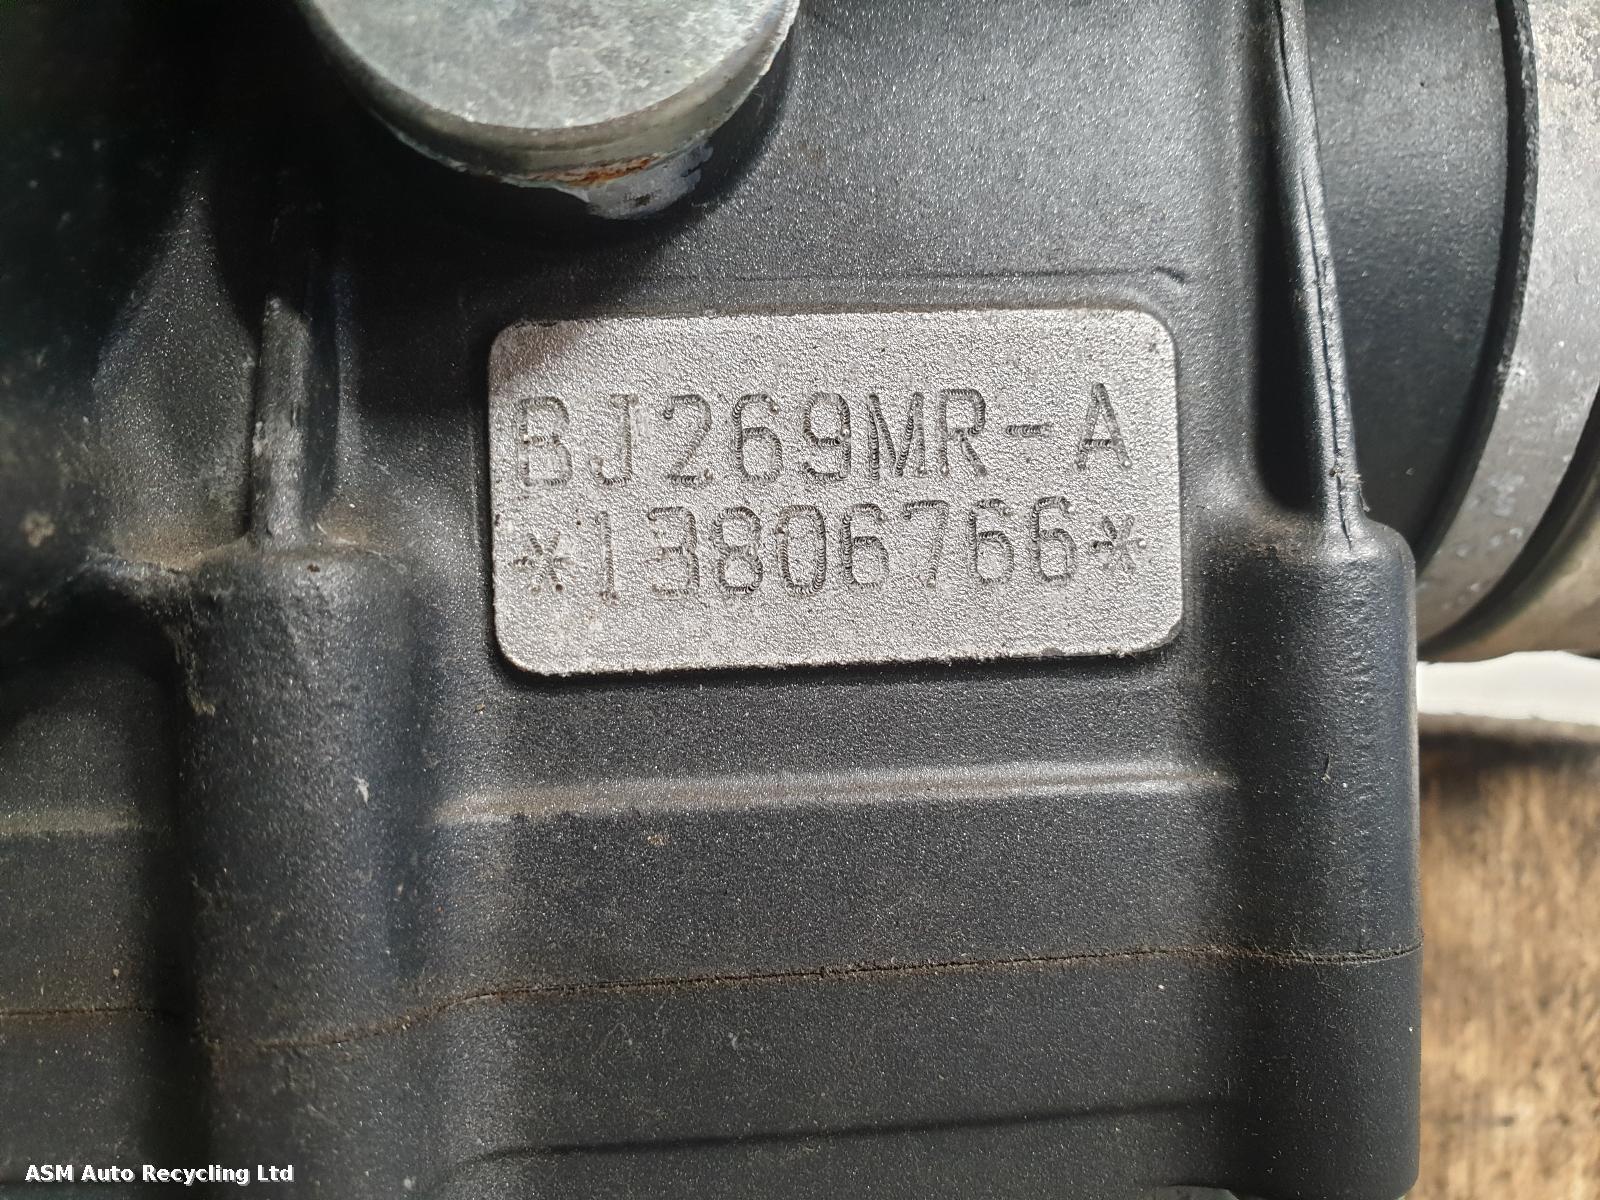 BJ269MR-A
*13806766*
ASM Auto Recycling Ltd